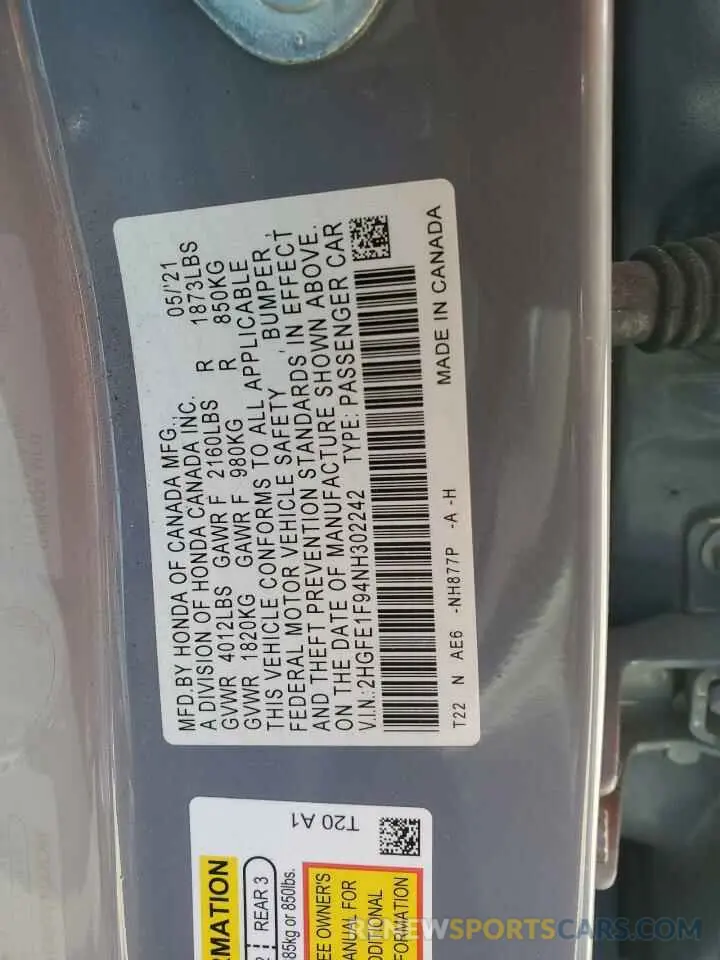 MFD.BY HONDA OF CANADA MFG.,
A DIVISION OF HONDA CANADA INC. 05/'21
GVWR 4012LBS GAWR F 2160LBS R 1873LBS
GVWR 1820KG GAWR F 980KG R 850KG
THIS VEHICLE CONFORMS TO ALL APPLICABLE
FEDERAL MOTOR VEHICLE SAFETY , BUMPER,
AND THEFT PREVENTION STANDARDS IN EFFECT
ON THE DATE OF MANUFACTURE SHOWN ABOVE.
V.I.N.:2HGFE1F94NH302242 TYPE: PASSENGER CAR
T22 N AE6 -NH877P -A -H MADE IN CANADA
T20 A1
RMATION
2 REAR 3
85kg or 850lbs.
EE OWNER'S
ANUAL FOR
DDITIONAL
FORMATION
RENEWSPORTSCARS.COM